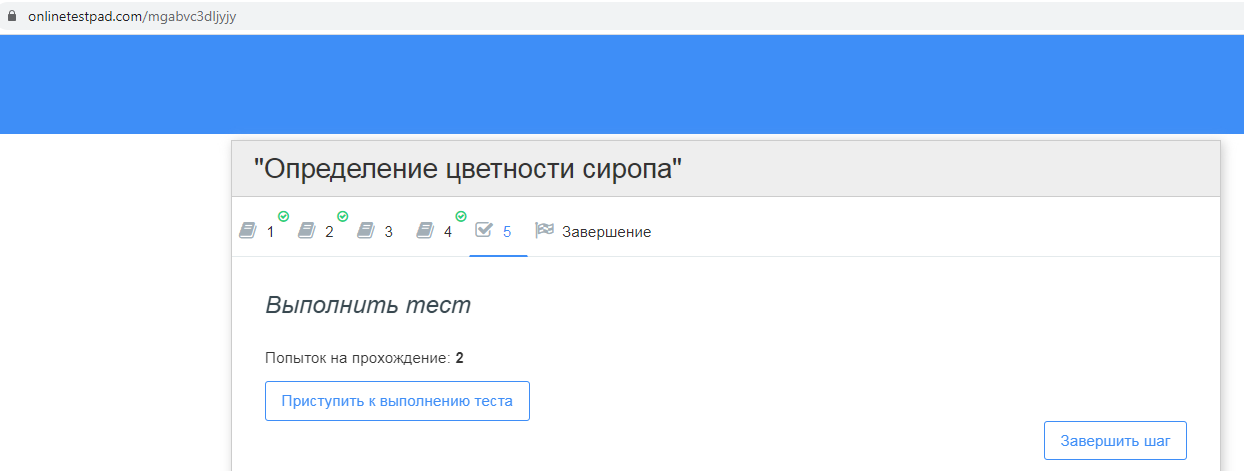 onlinetestpad.com/mgabvc3dljyjy
"Определение цветности сиропа"
1 2 3 4 5 Завершение
Выполнить тест
Попыток на прохождение: 2
Приступить к выполнению теста
Завершить шаг